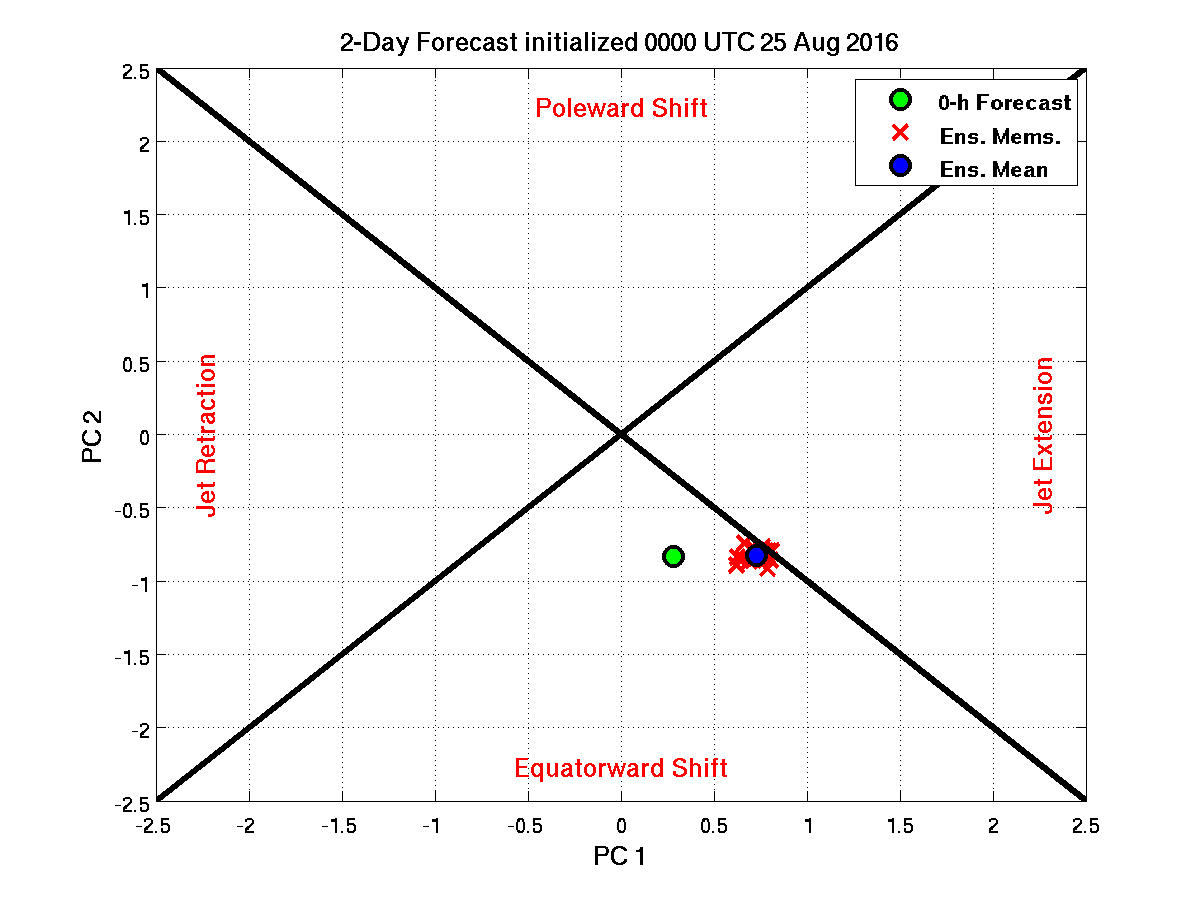 2-Day Forecast initialized 0000 UTC 25 Aug 2016
2.5
2
1.5
1
0.5
0
-0.5
-1
-1.5
-2
-2.5
PC 2
Poleward Shift
0-h Forecast
Ens. Mems.
Ens. Mean
Jet Retraction
Jet Extension
Equatorward Shift
-2.5 -2 -1.5 -1 -0.5 0 0.5 1 1.5 2 2.5
PC 1